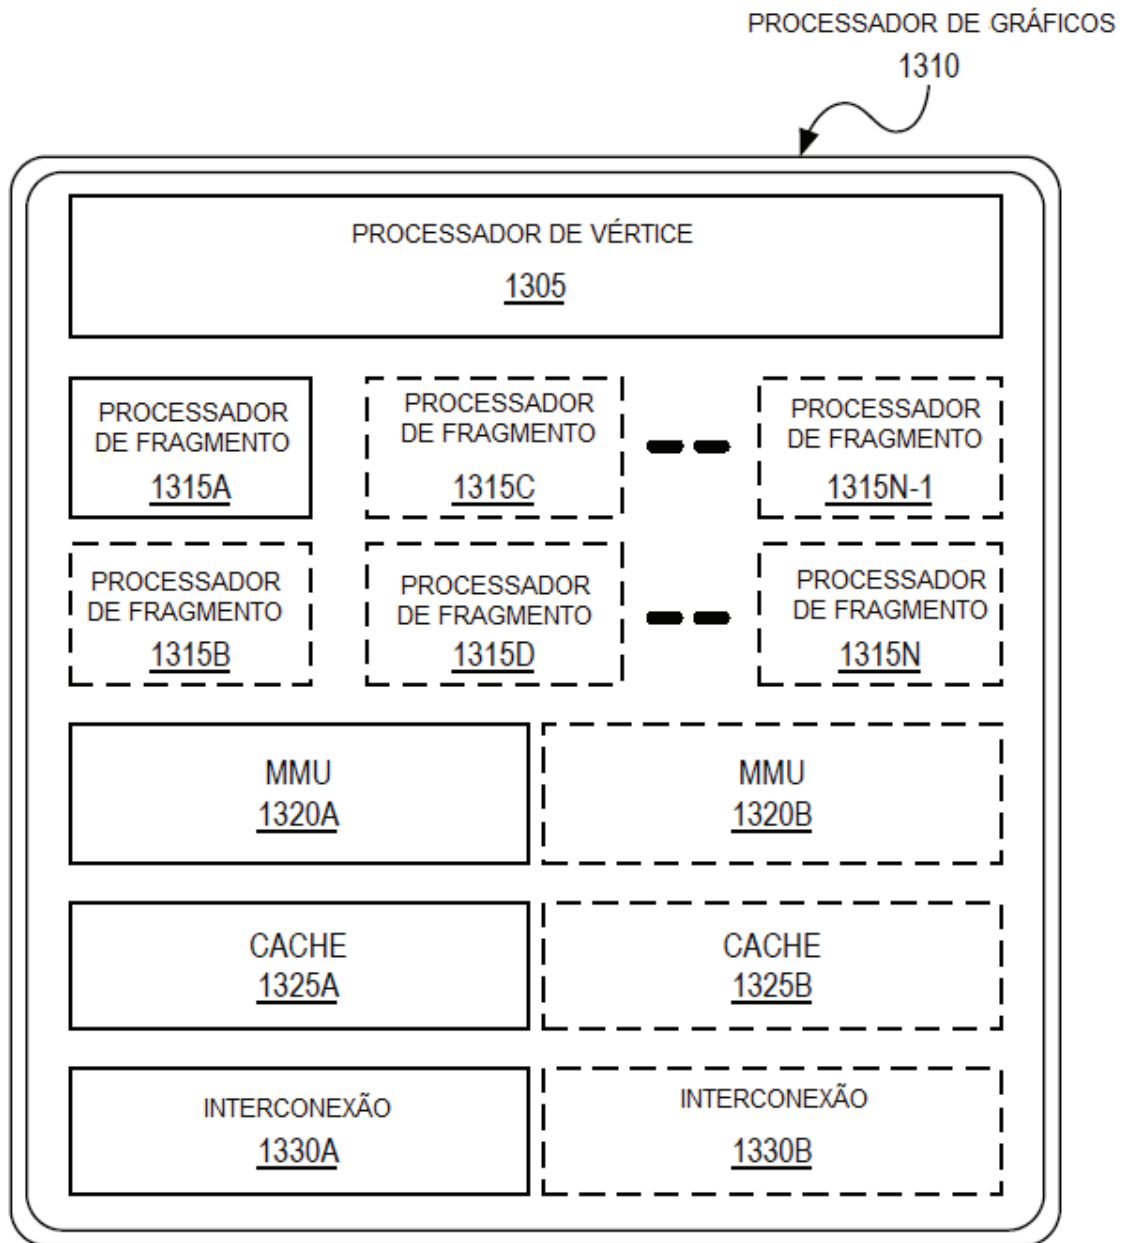 PROCESSADOR DE GRÁFICOS
1310
PROCESSADOR DE VÉRTICE
1305
PROCESSADOR
DE FRAGMENTO
1315A
PROCESSADOR
DE FRAGMENTO
1315C
PROCESSADOR
DE FRAGMENTO
1315N-1
PROCESSADOR
DE FRAGMENTO
1315B
PROCESSADOR
DE FRAGMENTO
1315D
PROCESSADOR
DE FRAGMENTO
1315N
MMU
1320A
MMU
1320B
CACHE
1325A
CACHE
1325B
INTERCONEXÃO
1330A
INTERCONEXÃO
1330B